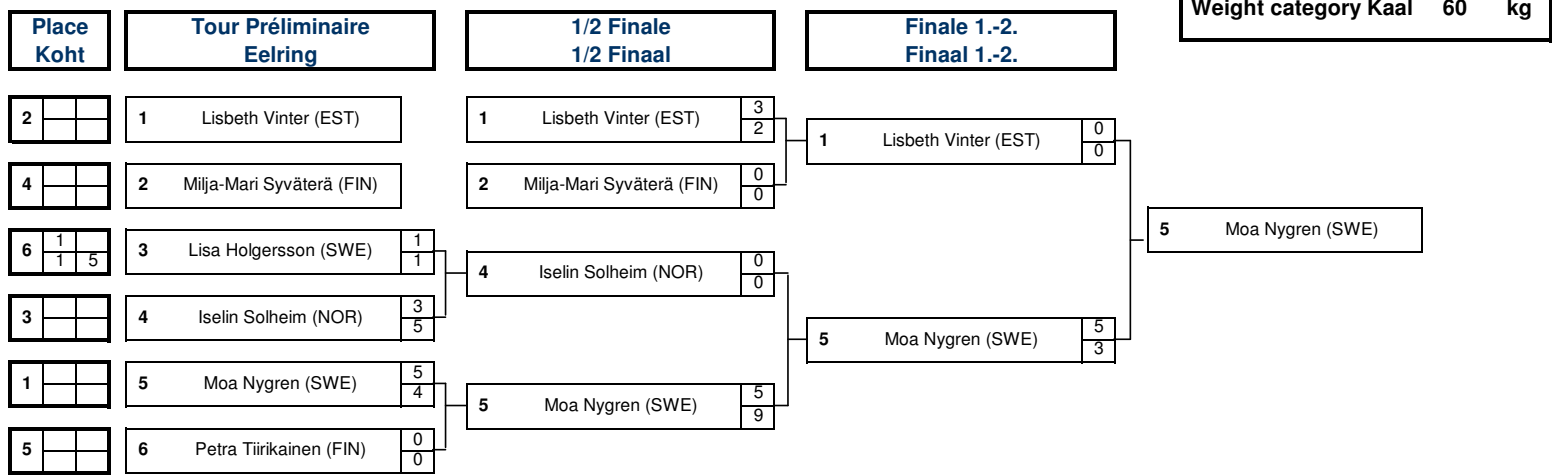 Weight category Kaal 60 kg
Place Tour Préliminaire 1/2 Finale Finale 1.-2.
Koht Eelring 1/2 Finaal Finaal 1.-2.
2 1 Lisbeth Vinter (EST)
4 2 Milja-Mari Syväterä (FIN)
6 1 1 5 3 Lisa Holgersson (SWE) 1 1
3 4 Iselin Solheim (NOR) 3 5
1 5 Moa Nygren (SWE) 5 4
5 6 Petra Tiirikainen (FIN) 0 0
1 Lisbeth Vinter (EST) 3 2
2 Milja-Mari Syväterä (FIN) 0 0
4 Iselin Solheim (NOR) 0 0
5 Moa Nygren (SWE) 5 9
1 Lisbeth Vinter (EST) 0 0
5 Moa Nygren (SWE) 5 3
5 Moa Nygren (SWE)